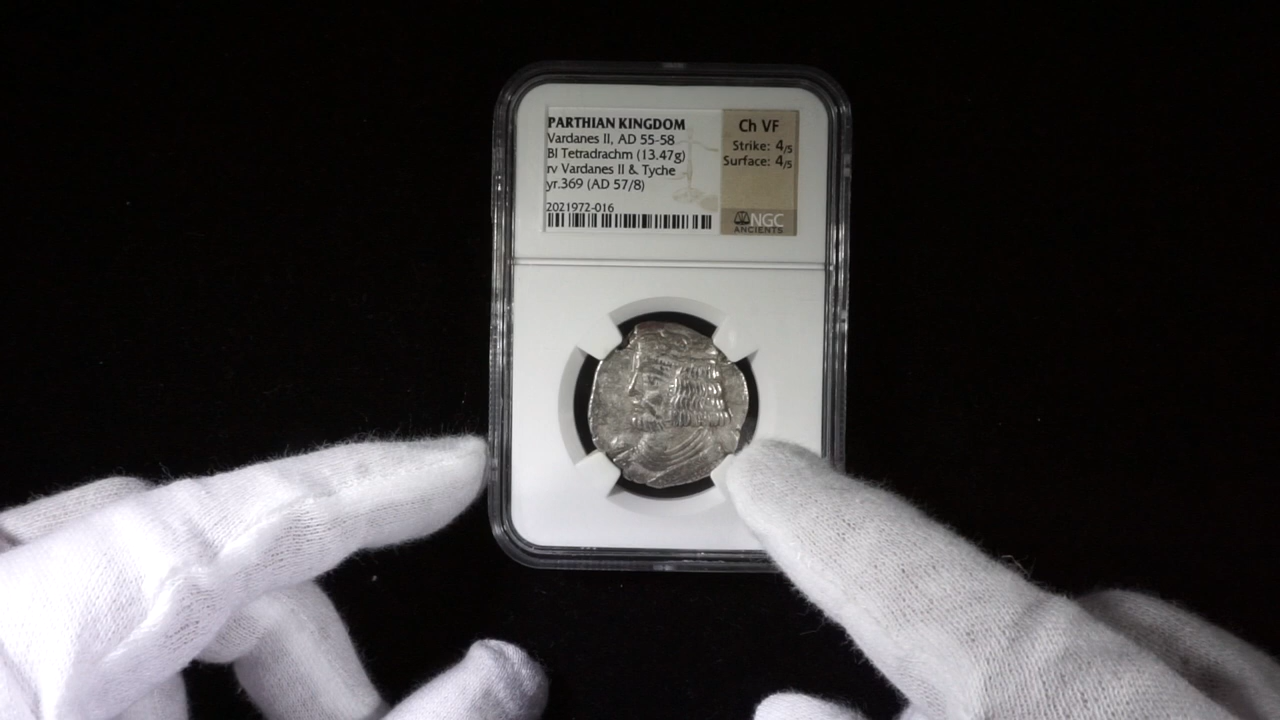 PARTHIAN KINGDOM
Vardanes II, AD 55-58
BI Tetradrachm (13.47g)
rv Vardanes II & Tyche
yr.369 (AD 57/8)
2021972-016
Ch VF
Strike: 4/5
Surface: 4/5
NGC
ANCIENTS